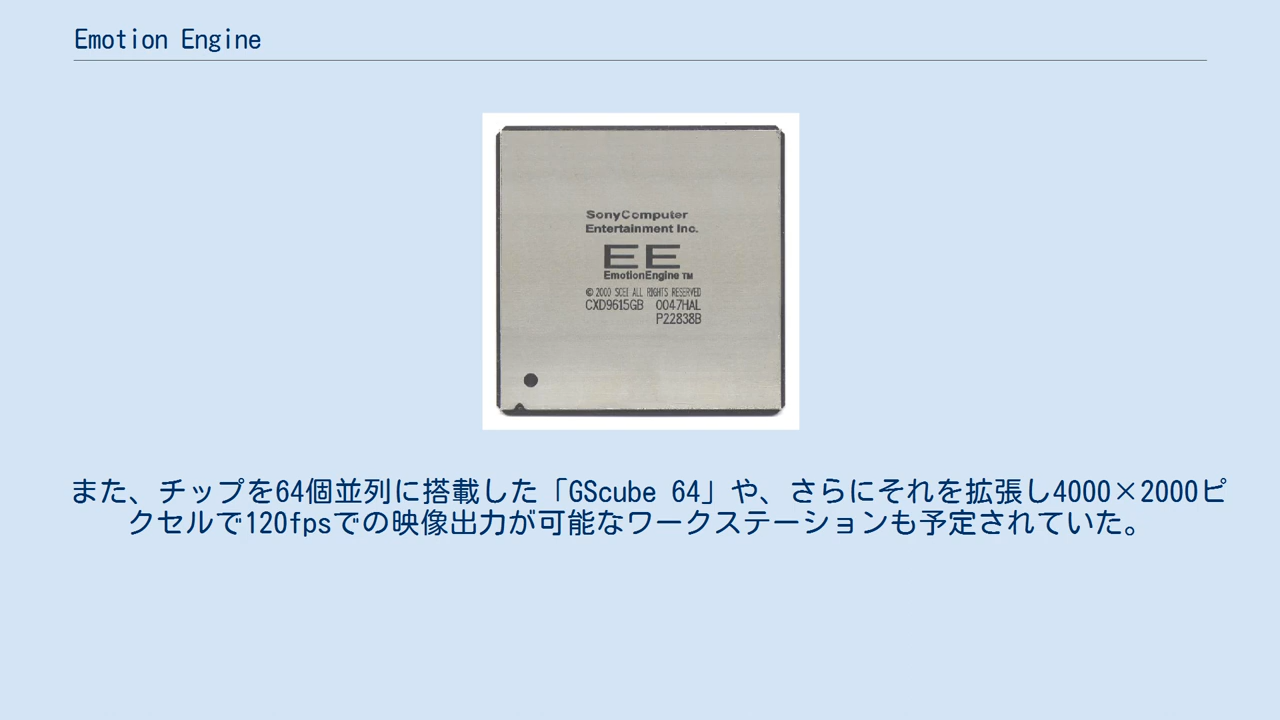 Emotion Engine
SonyComputer
Entertainment Inc.
EE
EmotionEngine TM
© 2000 SCEI ALL RIGHTS RESERVED
CXD9615GB 0047HAL
P22838B
また、チップを64個並列に搭載した「GScube 64」や、さらにそれを拡張し4000×2000ピ
クセルで120fpsでの映像出力が可能なワークステーションも予定されていた。